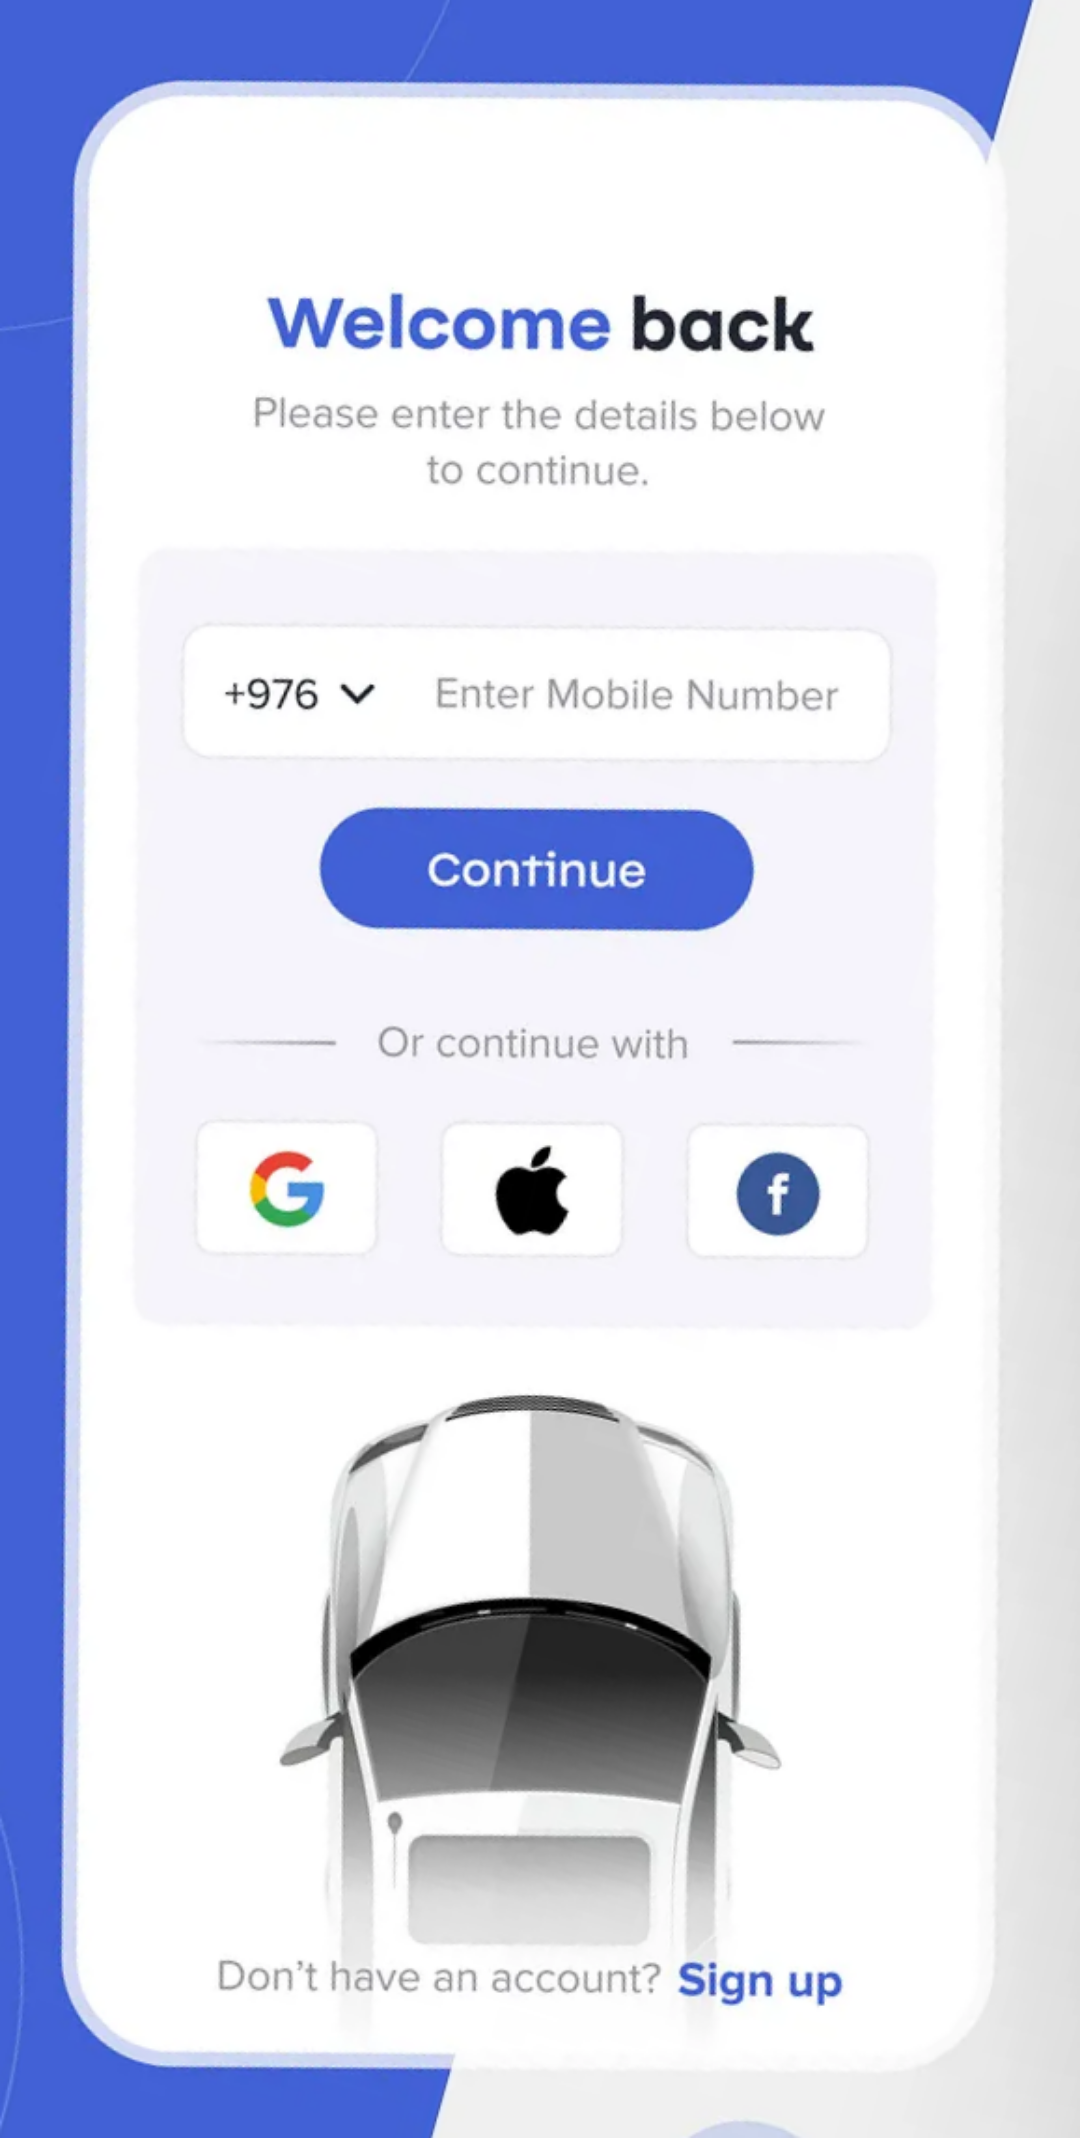 Welcome back
Please enter the details below
to continue.
+976 Enter Mobile Number
Continue
Or continue with
Don't have an account? Sign up